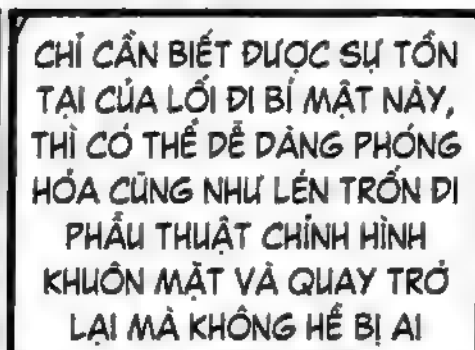 CHỈ CẦN BIẾT ĐƯỢC SỰ TỒN
TẠI CỦA LỐI ĐI BÍ MẬT NÀY,
THÌ CÓ THỂ DỄ DÀNG PHÓNG
HÓA CŨNG NHƯ LÉN TRỐN ĐI
PHẪU THUẬT CHỈNH HÌNH
KHUÔN MẶT VÀ QUAY TRỞ
LẠI MÀ KHÔNG HỀ BỊ AI